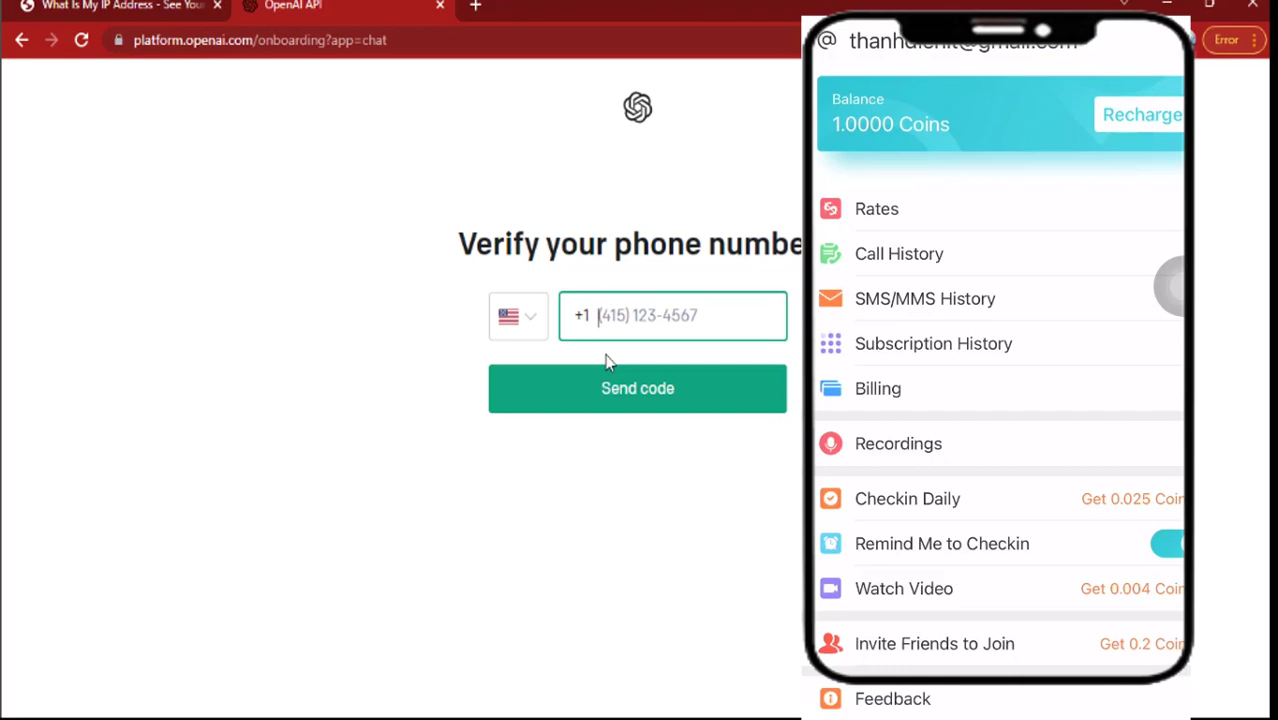 What Is My IP Address - See Your
OpenAI API
platform.openai.com/onboarding?app=chat
Error
Verify your phone numbe
+1 (415) 123-4567
Send code
@
Balance
1.0000 Coins
Recharge
Rates
Call History
SMS/MMS History
Subscription History
Billing
Recordings
Checkin Daily
Get 0.025 Coin
Remind Me to Checkin
Watch Video
Get 0.004 Coin
Invite Friends to Join
Get 0.2 Coin
Feedback